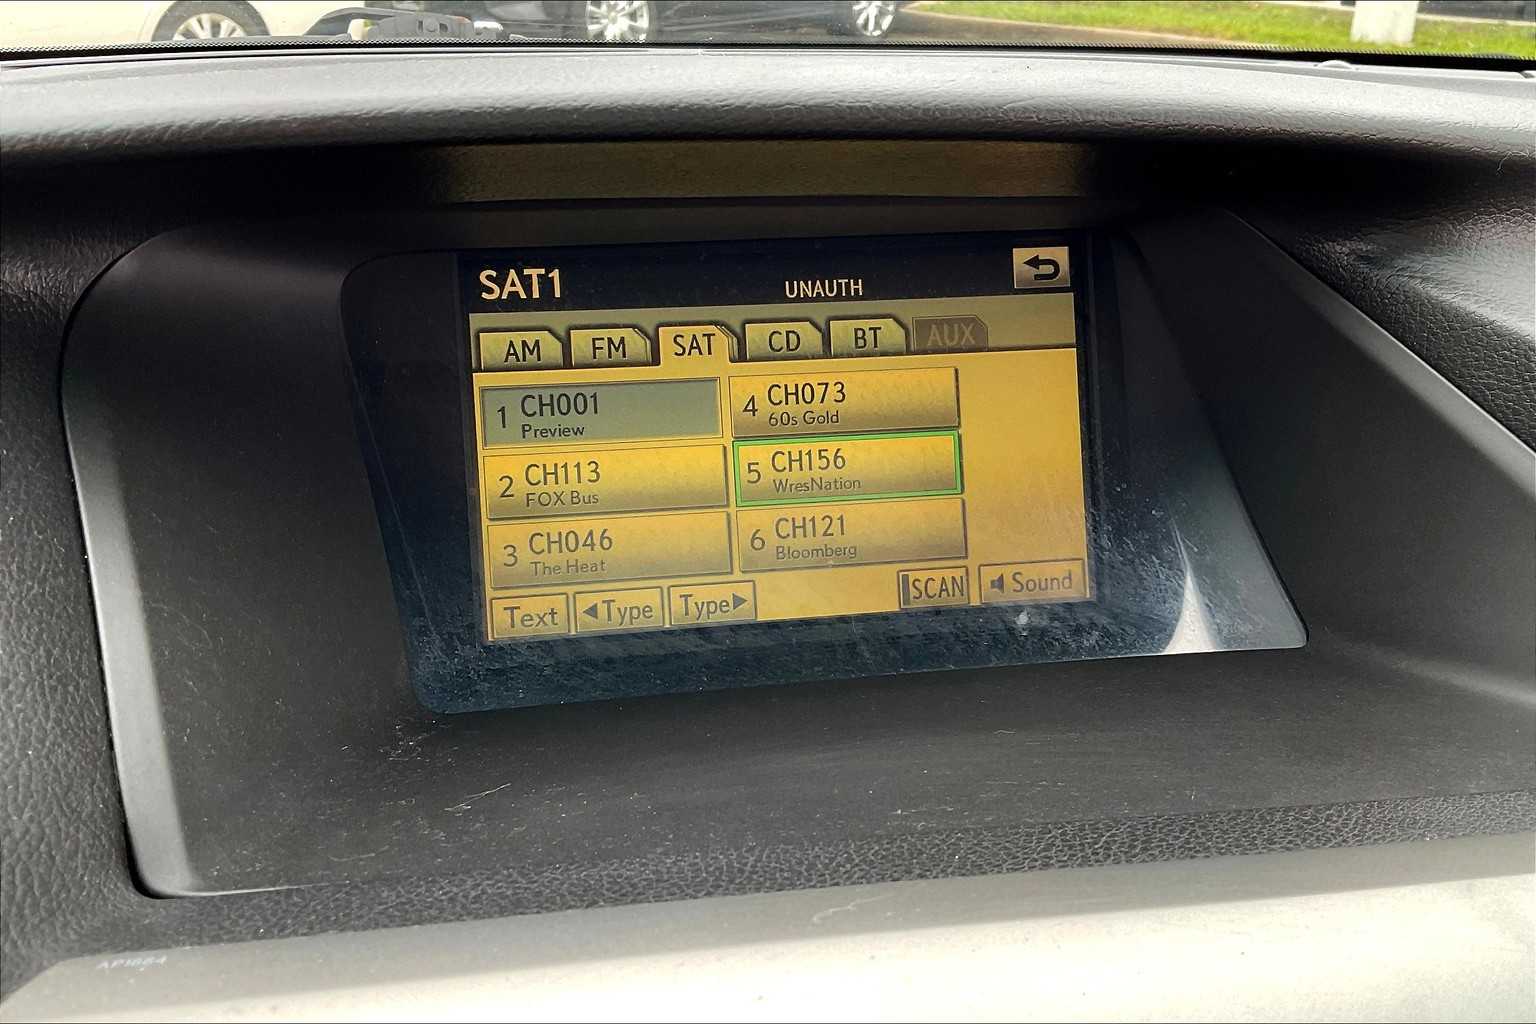 SAT1
UNAUTH
AM FM SAT CD BT AUX
1 CH001
Preview
4 CH073
60s Gold
2 CH113
FOX Bus
5 CH156
WresNation
3 CH046
The Heat
6 CH121
Bloomberg
Text ◀Type Type▶ SCAN Sound
AP1884